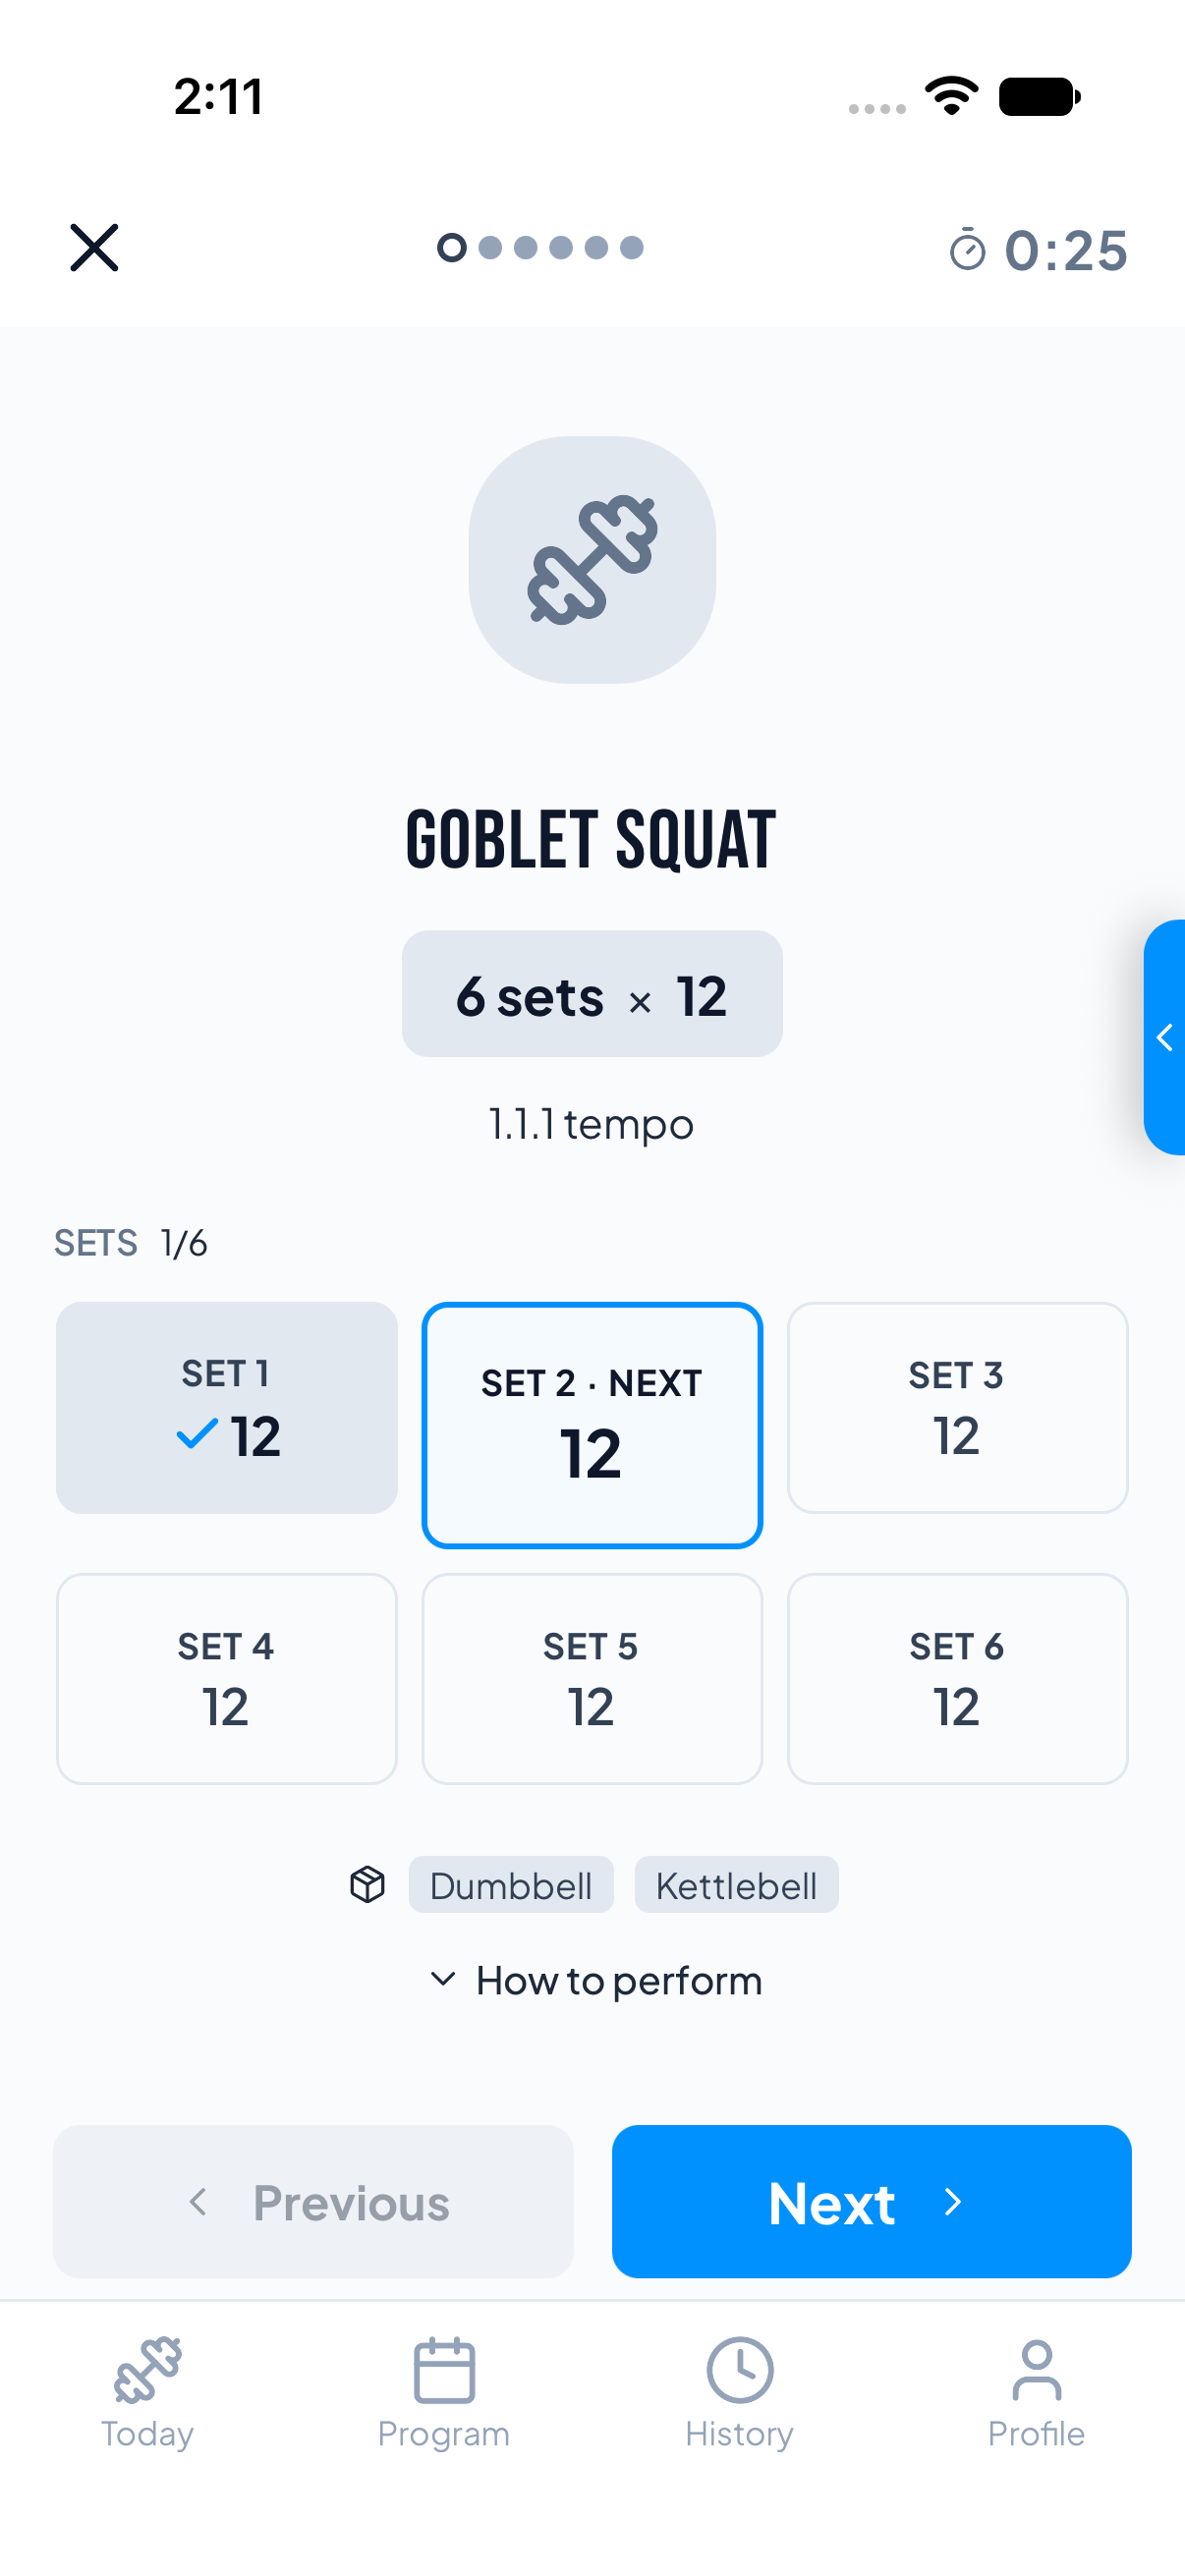 2:11
0:25
GOBLET SQUAT
6 sets × 12
1.1.1 tempo
SETS 1/6
SET 1
12
SET 2 · NEXT
12
SET 3
12
SET 4
12
SET 5
12
SET 6
12
Dumbbell Kettlebell
How to perform
Previous Next
Today Program History Profile